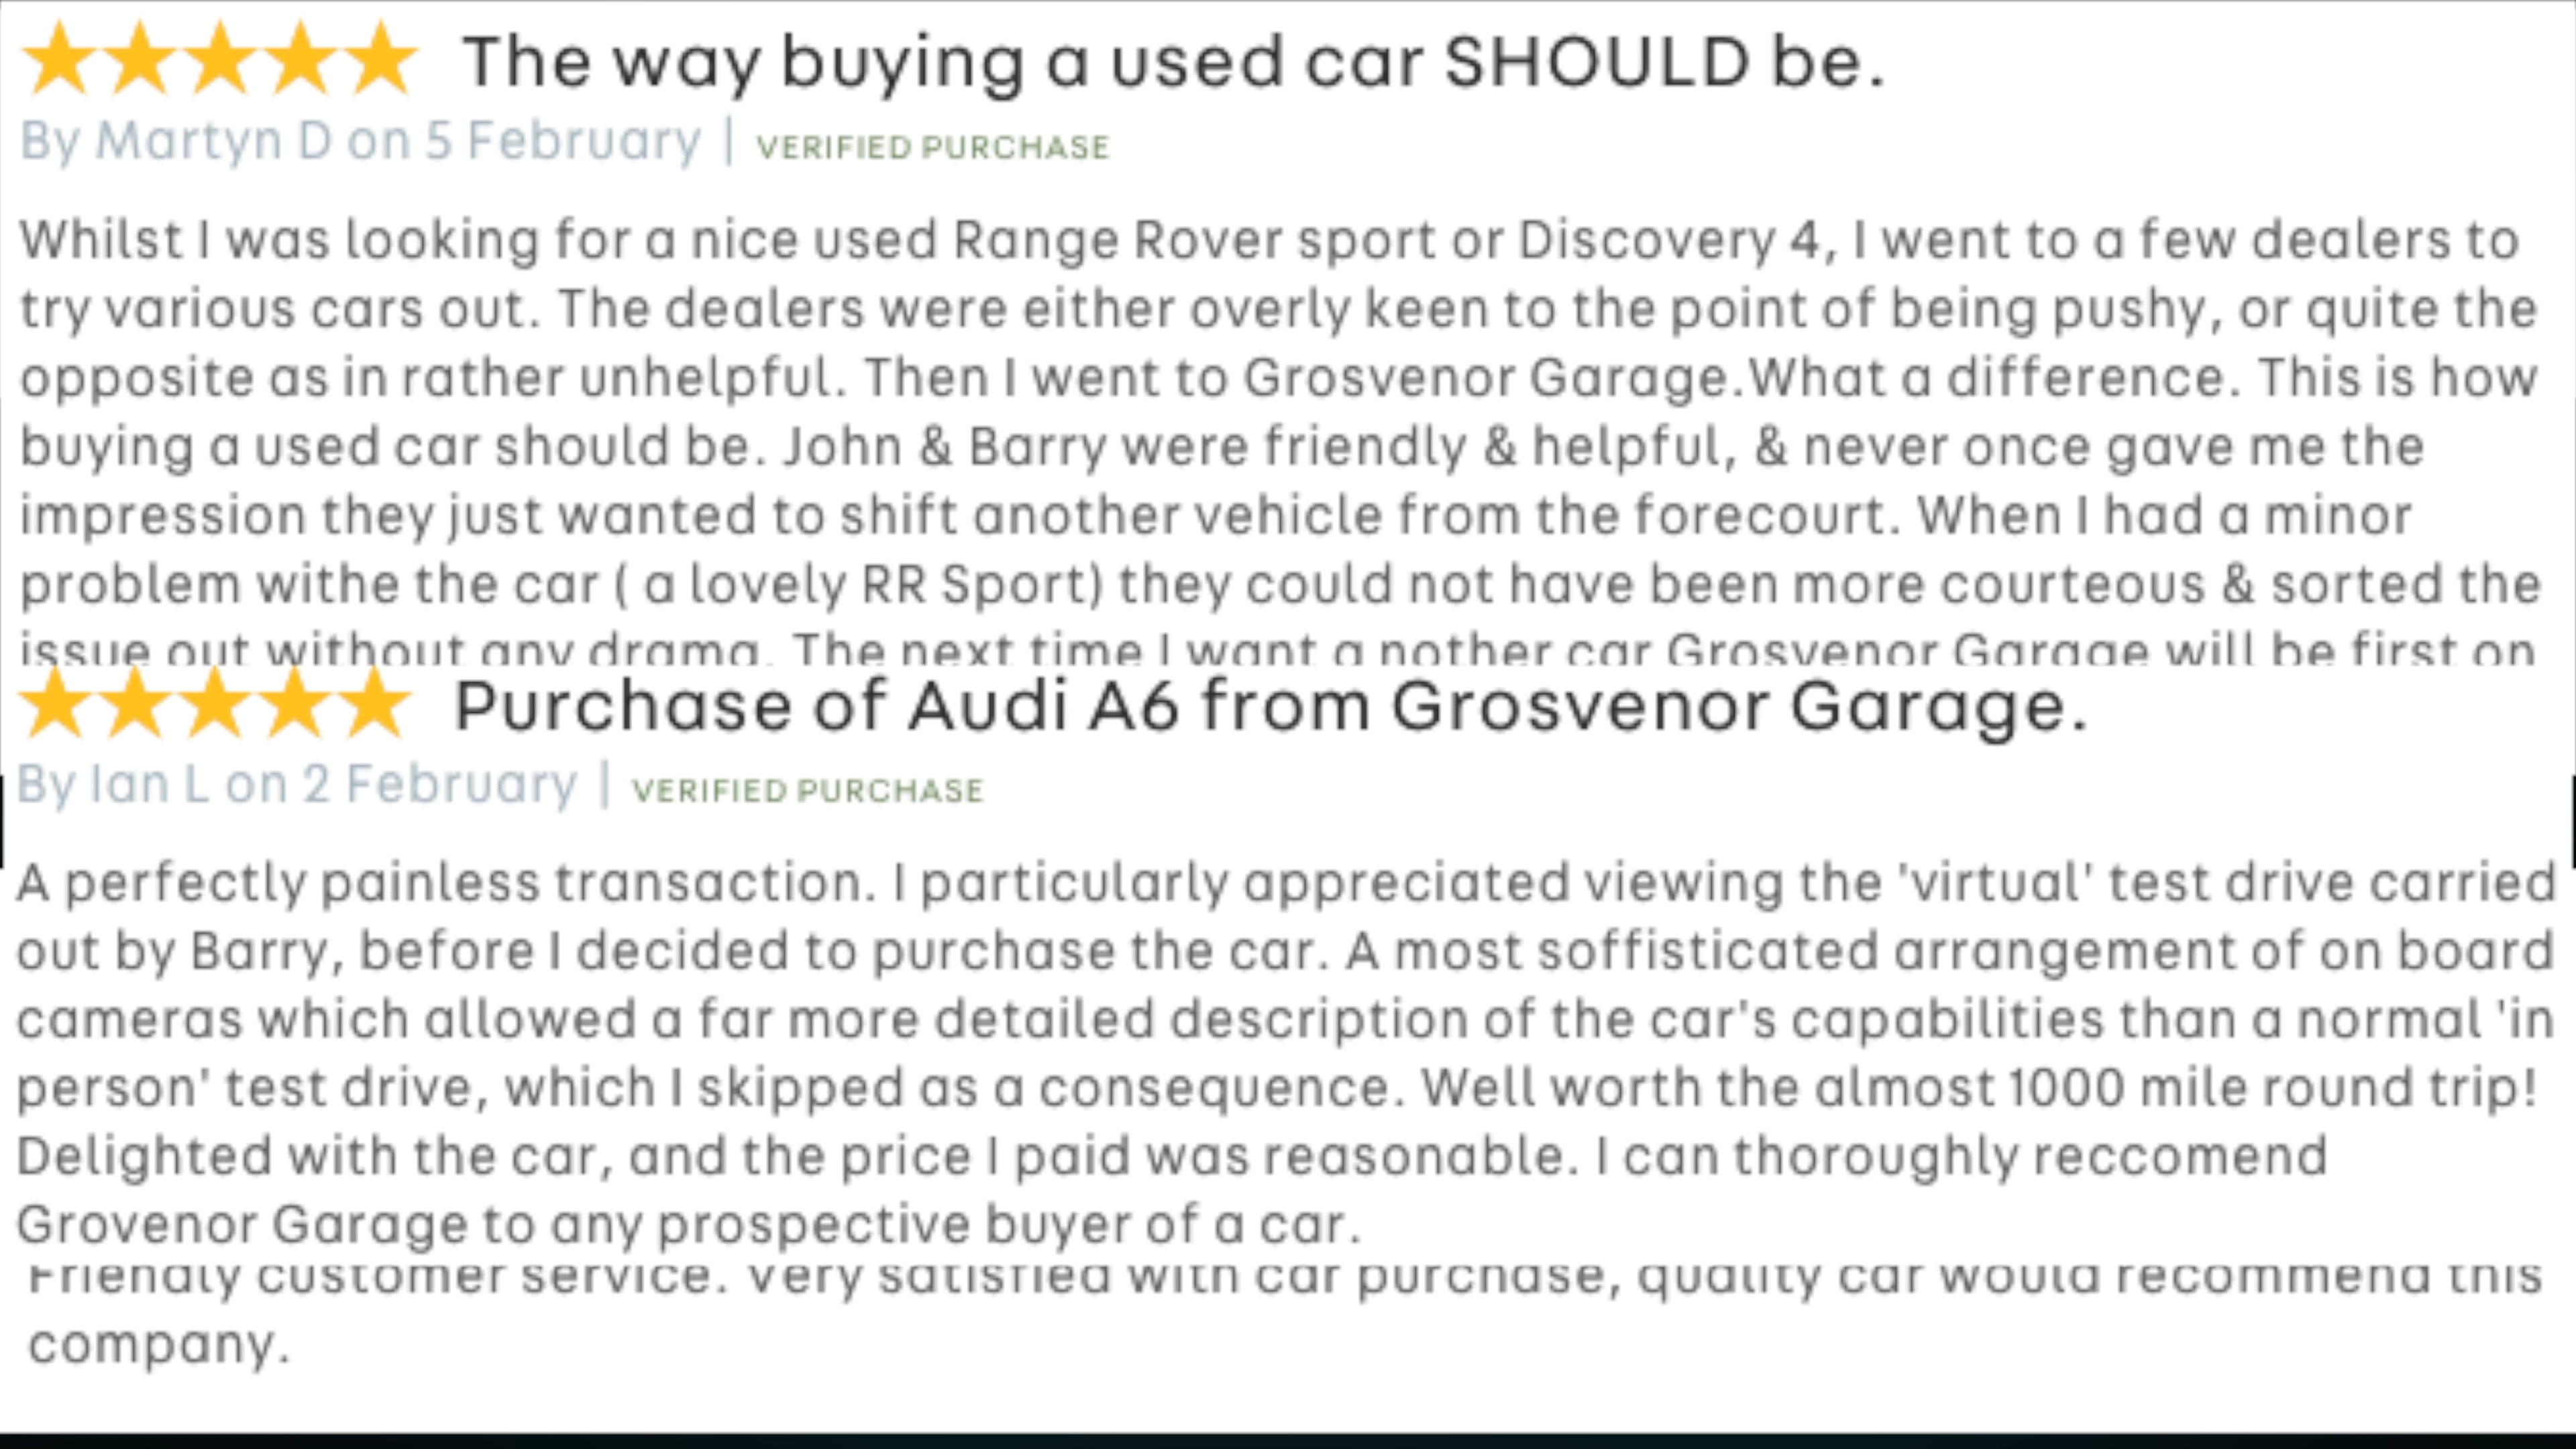 The way buying a used car SHOULD be.
By Martyn D on 5 February | VERIFIED PURCHASE
Whilst I was looking for a nice used Range Rover sport or Discovery 4, I went to a few dealers to
try various cars out. The dealers were either overly keen to the point of being pushy, or quite the
opposite as in rather unhelpful. Then I went to Grosvenor Garage.What a difference. This is how
buying a used car should be. John & Barry were friendly & helpful, & never once gave me the
impression they just wanted to shift another vehicle from the forecourt. When I had a minor
problem withe the car ( a lovely RR Sport) they could not have been more courteous & sorted the
issue out without any drama. The next time I want a nother car Grosvenor Garage will be first on
Purchase of Audi A6 from Grosvenor Garage.
By Ian L on 2 February | VERIFIED PURCHASE
A perfectly painless transaction. I particularly appreciated viewing the 'virtual' test drive carried
out by Barry, before I decided to purchase the car. A most soffisticated arrangement of on board
cameras which allowed a far more detailed description of the car's capabilities than a normal 'in
person' test drive, which I skipped as a consequence. Well worth the almost 1000 mile round trip!
Delighted with the car, and the price I paid was reasonable. I can thoroughly reccomend
Grovenor Garage to any prospective buyer of a car.
Friendly customer service. Very satisfied with car purchase, quality car would recommend this
company.